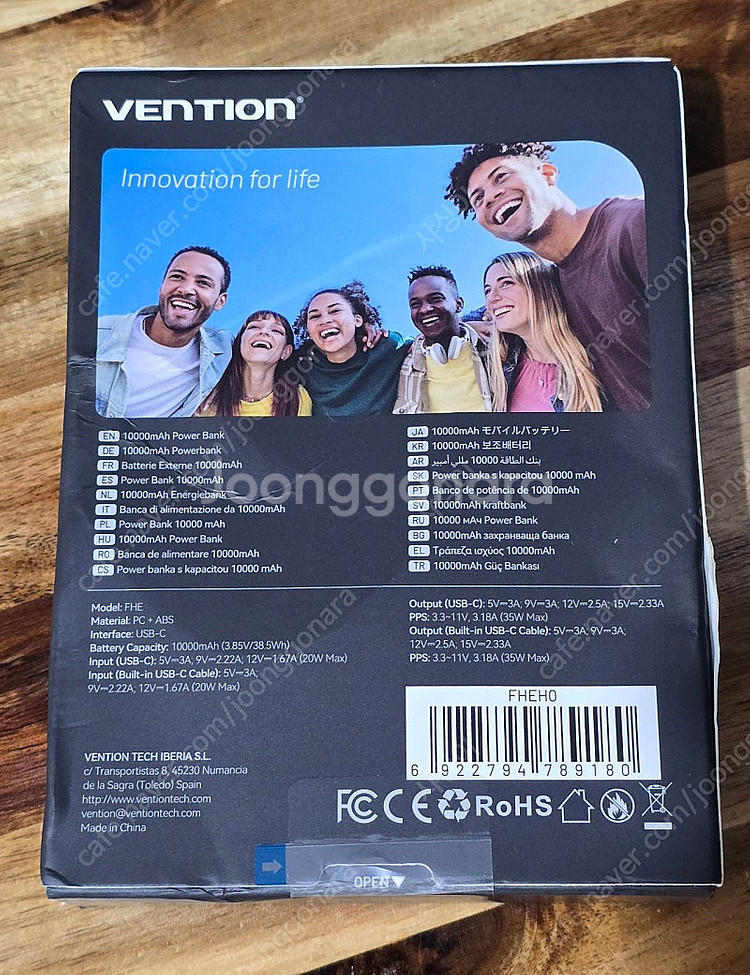 VENTION®
Innovation for life
EN 10000mAh Power Bank
DE 10000mAh Powerbank
FR Batterie Externe 10000mAh
ES Power Bank 10000mAh
NL 10000mAh Energiebank
IT Banca di alimentazione da 10000mAh
PL Power Bank 10000 mAh
HU 10000mAh Power Bank
RO Banca de alimentare 10000mAh
CS Power banka s kapacitou 10000 mAh
JA 10000mAh モバイルバッテリー
KR 10000mAh 보조배터리
AR بنك الطاقة 10000 مللي أمبير
SK Power banka s kapacitou 10000 mAh
PT Banco de potência de 10000mAh
SV 10000mAh kraftbank
RU 10000 мАч Power Bank
BG 10000mAh захранваща банка
EL Τράπεζα ισχύος 10000mAh
TR 10000mAh Güç Bankası
Model: FHE
Material: PC + ABS
Interface: USB-C
Battery Capacity: 10000mAh (3.85V/38.5Wh)
Input (USB-C): 5V⎓3A; 9V⎓2.22A; 12V⎓1.67A (20W Max)
Input (Built-in USB-C Cable): 5V⎓3A;
9V⎓2.22A; 12V⎓1.67A (20W Max)
Output (USB-C): 5V⎓3A; 9V⎓3A; 12V⎓2.5A; 15V⎓2.33A
PPS: 3.3~11V, 3.18A (35W Max)
Output (Built-in USB-C Cable): 5V⎓3A; 9V⎓3A;
12V⎓2.5A; 15V⎓2.33A
PPS: 3.3~11V, 3.18A (35W Max)
FHEH0
6 922794 789180
VENTION TECH IBERIA S.L.
c/ Transportistas 8, 45230 Numancia
de la Sagra (Toledo) Spain
http://www.ventiontech.com
vention@ventiontech.com
Made in China
FC CE RoHS
OPEN
Joonggonara
cafe.naver.com/joonggonara